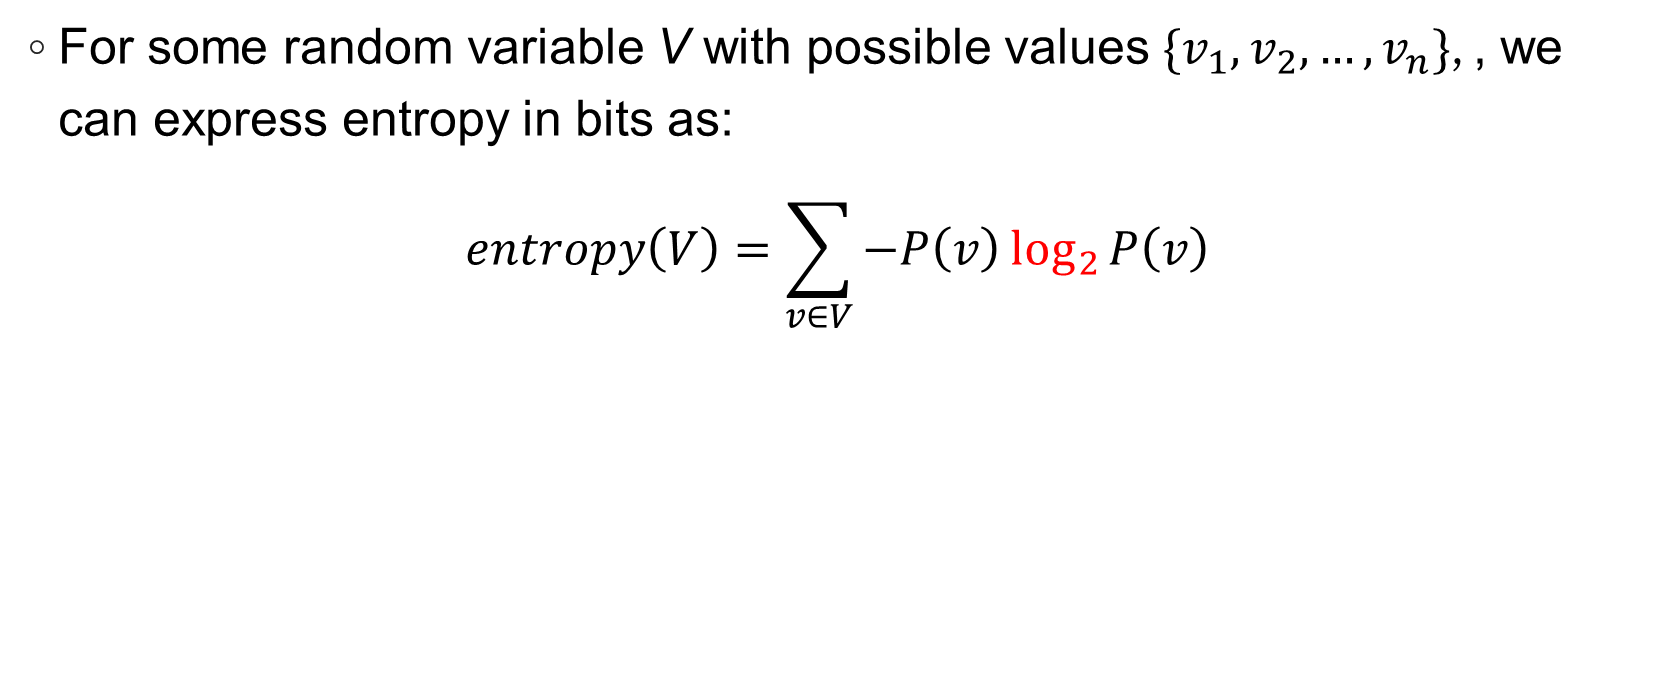 ◦ For some random variable V with possible values {𝑣₁, 𝑣₂, … , 𝑣ₙ}, , we
can express entropy in bits as:
𝑒𝑛𝑡𝑟𝑜𝑝𝑦(𝑉) = ∑ −𝑃(𝑣) log₂ 𝑃(𝑣)
𝑣∈𝑉